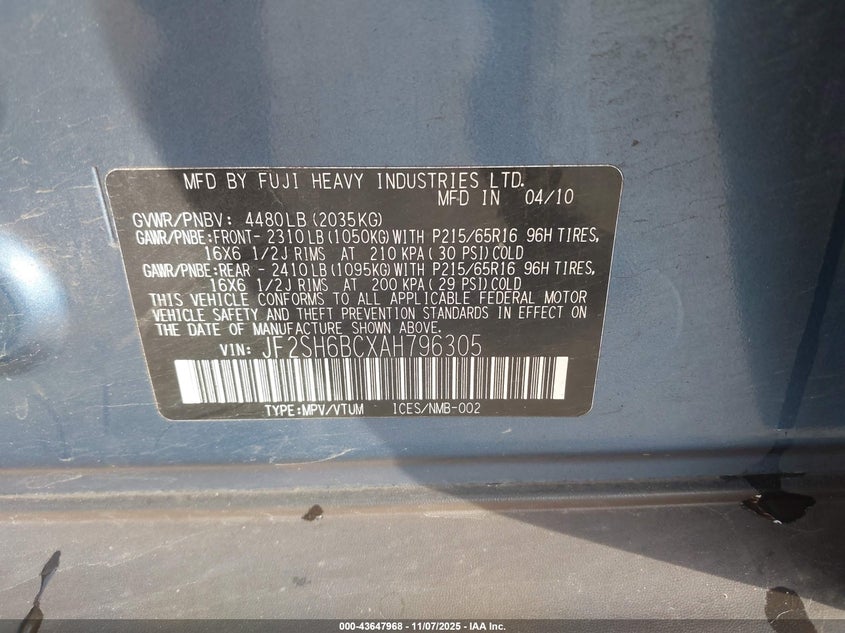 MFD BY FUJI HEAVY INDUSTRIES LTD.
MFD IN 04/10
GVWR/PNBV: 4480LB(2035KG)
GAWR/PNBE:FRONT- 2310LB(1050KG)WITH P215/65R16 96H TIRES,
16X6 1/2J RIMS AT 210 KPA( 30 PSI)COLD
GAWR/PNBE:REAR - 2410LB(1095KG)WITH P215/65R16 96H TIRES,
16X6 1/2J RIMS AT 200 KPA( 29 PSI)COLD
THIS VEHICLE CONFORMS TO ALL APPLICABLE FEDERAL MOTOR
VEHICLE SAFETY AND THEFT PREVENTION STANDARDS IN EFFECT ON
THE DATE OF MANUFACTURE SHOWN ABOVE.
VIN: JF2SH6BCXAH796305
TYPE:MPV/VTUM ICES/NMB-002
000-43647968 - 11/07/2025 - IAA Inc.